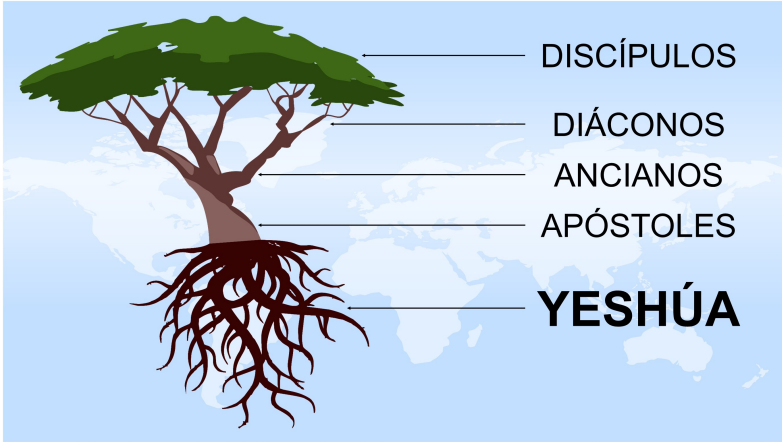 DISCÍPULOS
DIÁCONOS
ANCIANOS
APÓSTOLES
YESHÚA